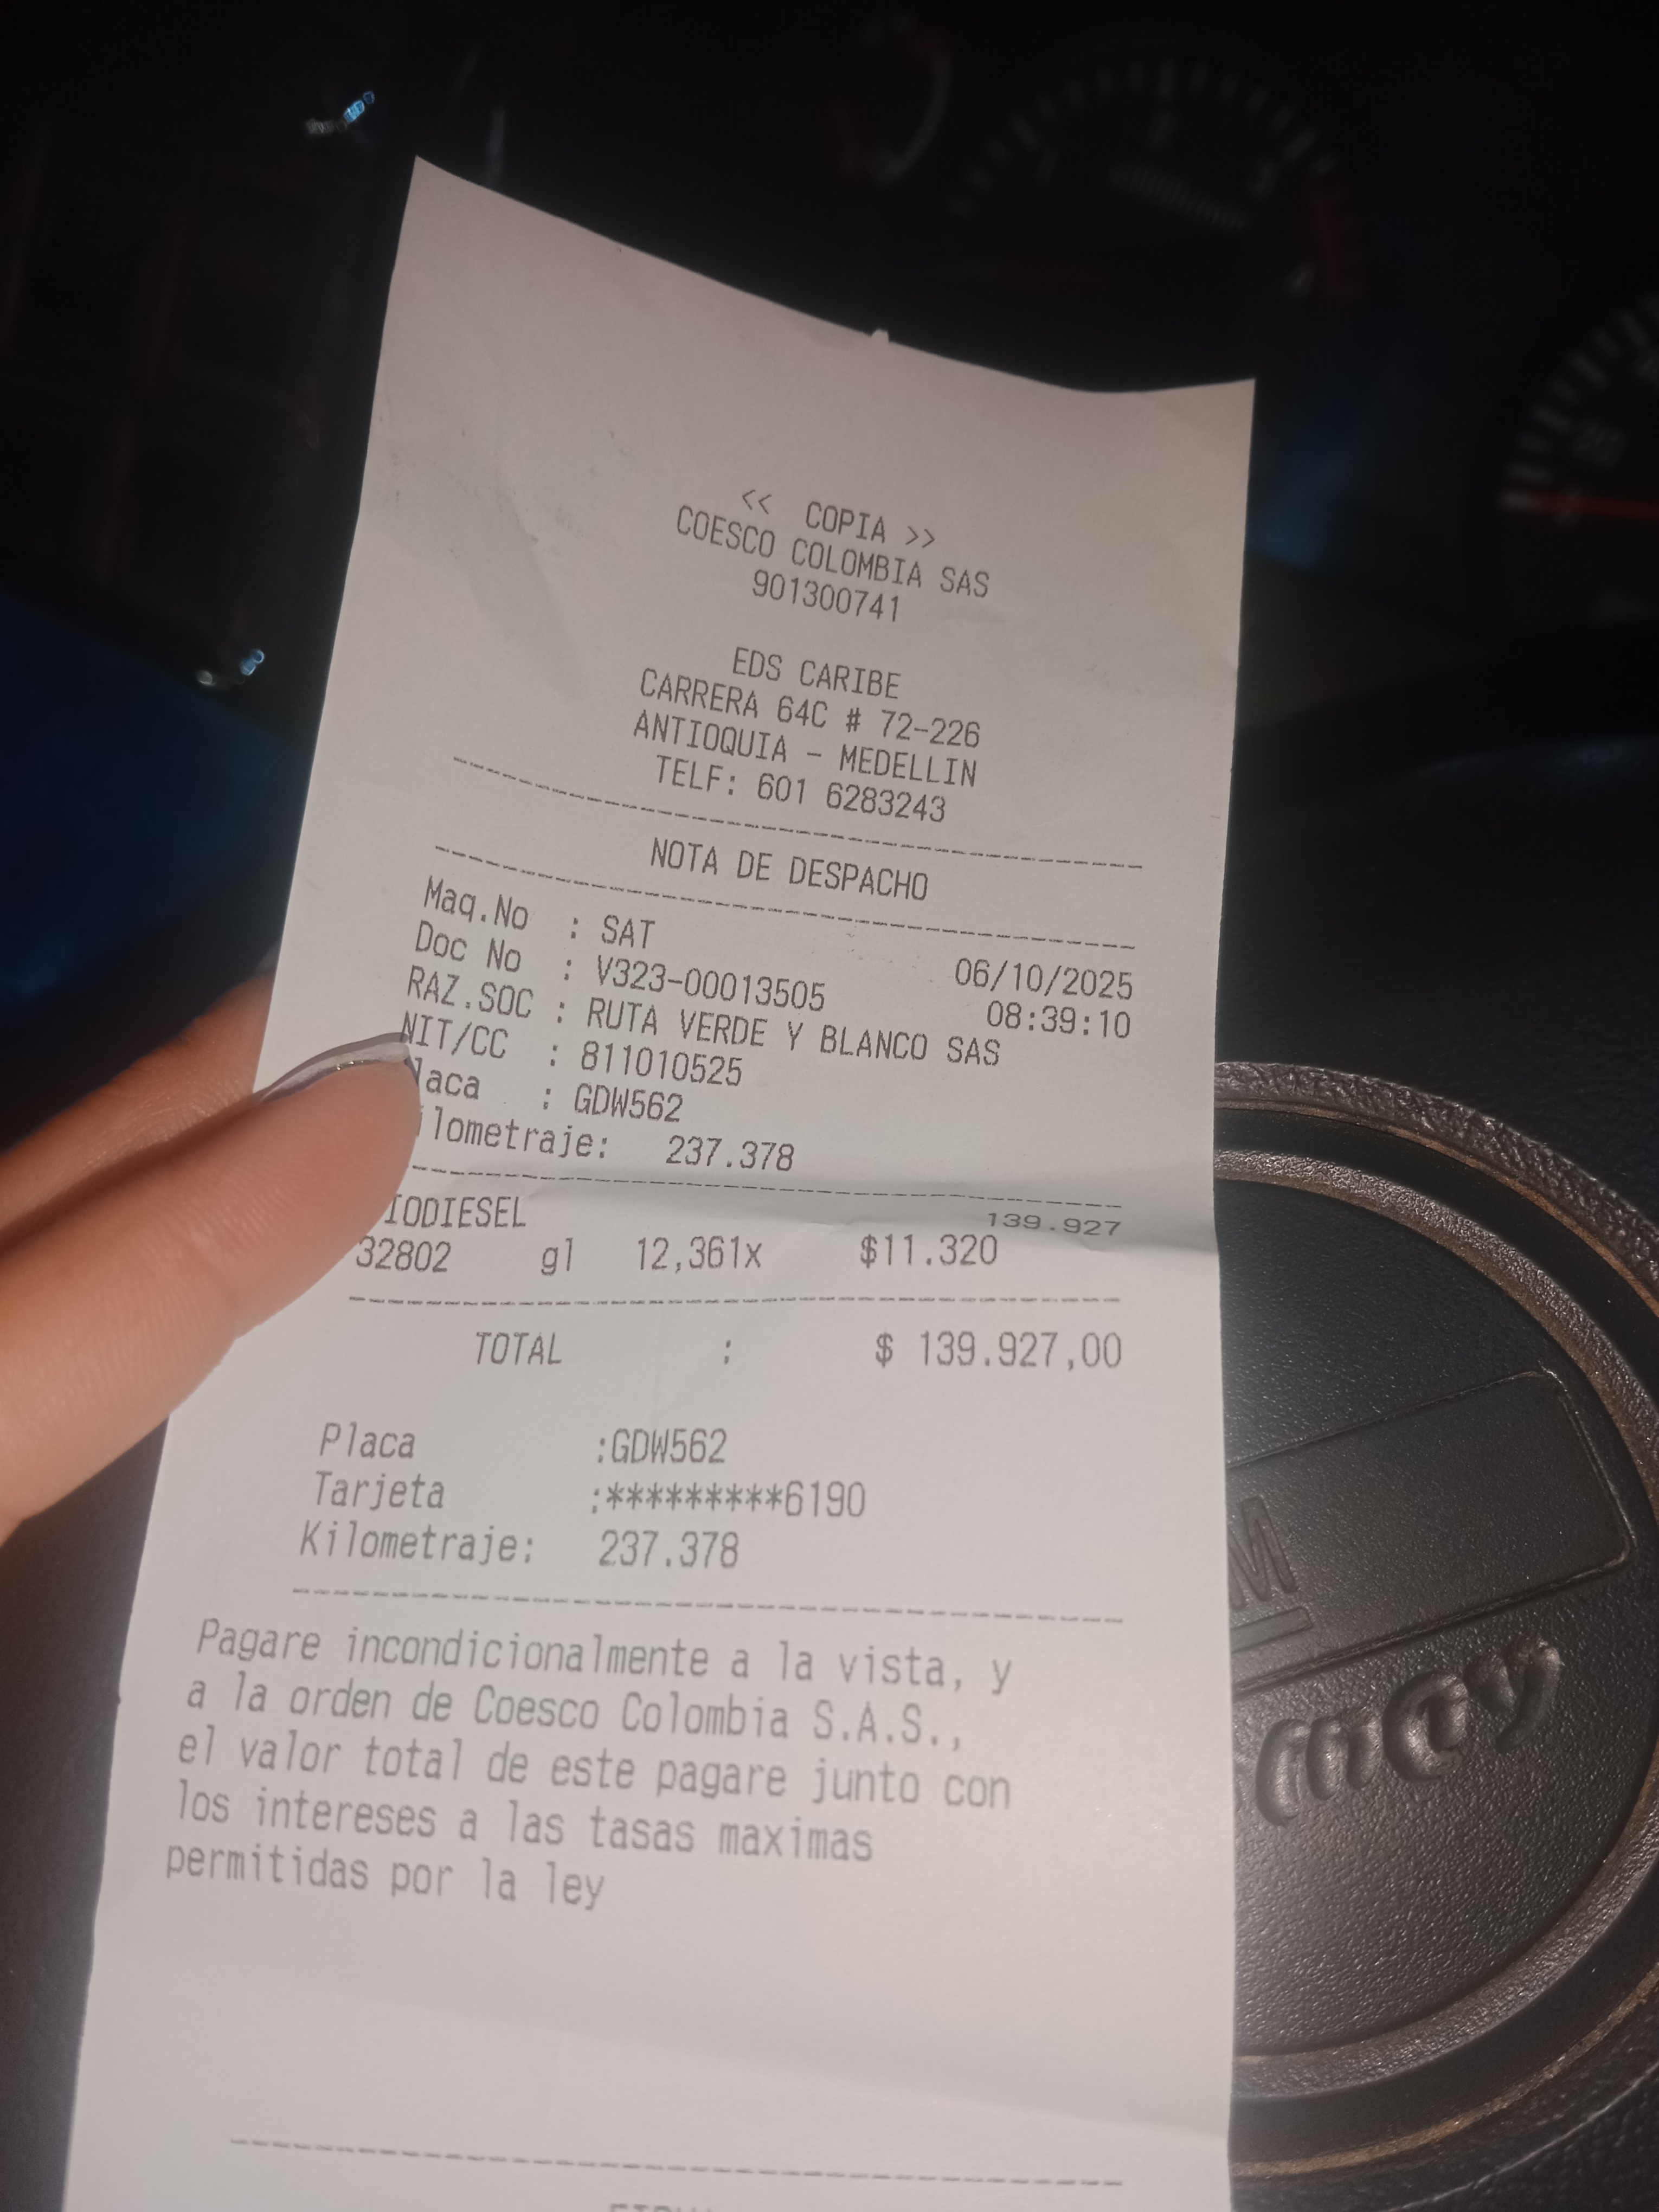 << COPIA >>
COESCO COLOMBIA SAS
901300741
EDS CARIBE
CARRERA 64C # 72-226
ANTIOQUIA - MEDELLIN
TELF: 601 6283243
NOTA DE DESPACHO
Maq.No : SAT 06/10/2025
Doc No : V323-00013505 08:39:10
RAZ.SOC : RUTA VERDE Y BLANCO SAS
NIT/CC : 811010525
laca : GDW562
ilometraje: 237.378
IODIESEL 139.927
32802 gl 12,361x $11.320
TOTAL : $ 139.927,00
Placa :GDW562
Tarjeta :*********6190
Kilometraje: 237.378
Pagare incondicionalmente a la vista, y
a la orden de Coesco Colombia S.A.S.,
el valor total de este pagare junto con
los intereses a las tasas maximas
permitidas por la ley